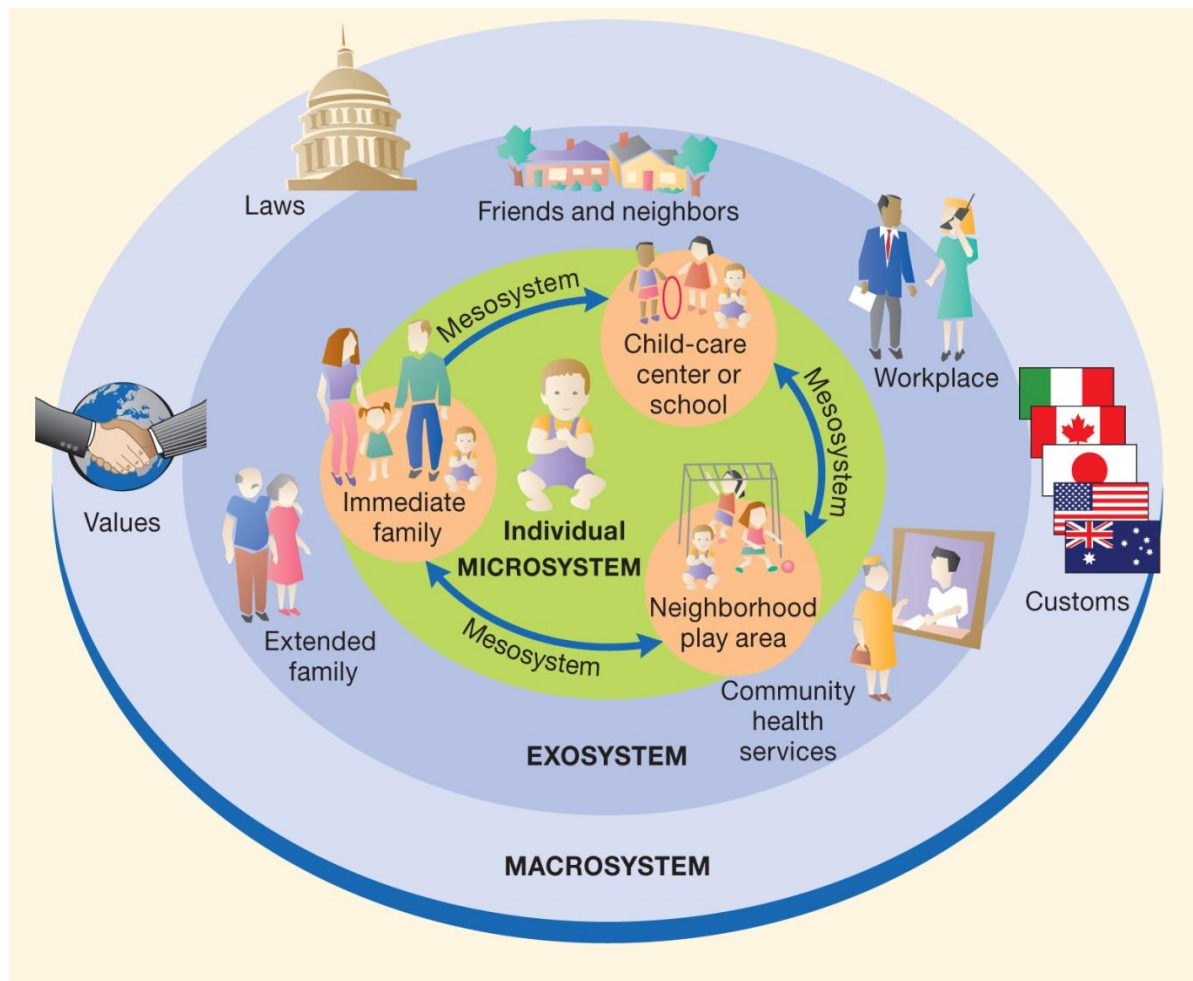 Laws
Friends and neighbors
Mesosystem
Child-care
center or
school
Workplace
Mesosystem
Values
Immediate
family
Individual
MICROSYSTEM
Customs
Neighborhood
play area
Mesosystem
Extended
family
Community
health
services
EXOSYSTEM
MACROSYSTEM